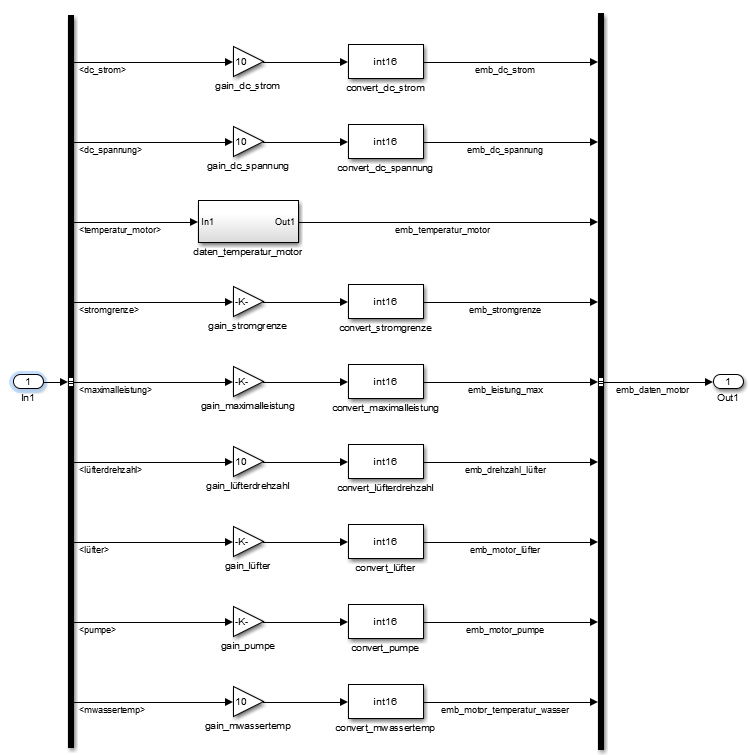 10
int16
<dc_strom>
gain_dc_strom
convert_dc_strom
emb_dc_strom
10
int16
<dc_spannung>
gain_dc_spannung
convert_dc_spannung
emb_dc_spannung
In1
Out1
<temperatur_motor>
daten_temperatur_motor
emb_temperatur_motor
-K-
int16
<stromgrenze>
gain_stromgrenze
convert_stromgrenze
emb_stromgrenze
1
In1
-K-
int16
<maximalleistung>
gain_maximalleistung
convert_maximalleistung
emb_leistung_max
emb_daten_motor
1
Out1
10
int16
<lüfterdrehzahl>
gain_lüfterdrehzahl
convert_lüfterdrehzahl
emb_drehzahl_lüfter
-K-
int16
<lüfter>
gain_lüfter
convert_lüfter
emb_motor_lüfter
-K-
int16
<pumpe>
gain_pumpe
convert_pumpe
emb_motor_pumpe
10
int16
<mwassertemp>
gain_mwassertemp
convert_mwassertemp
emb_motor_temperatur_wasser